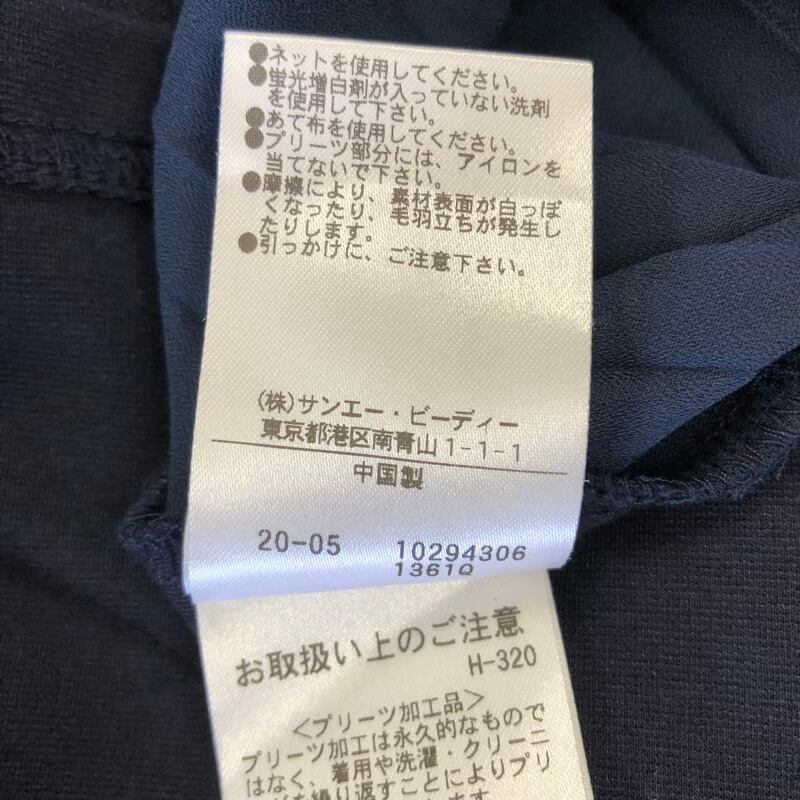 ●ネットを使用してください。
●蛍光増白剤が入っていない洗剤
を使用して下さい。
●あて布を使用してください。
●プリーツ部分には、アイロンを
当てないで下さい。
●摩擦により、素材表面が白っぽ
くなったり、毛羽立ちが発生し
たりします。
●引っかけに、ご注意下さい。
(株)サンエー・ビーディー
東京都港区南青山1-1-1
中国製
20-05 10294306
1361Q
お取扱い上のご注意
H-320
<プリーツ加工品>
プリーツ加工は永久的なもので
はなく、着用や洗濯・クリーニ
を繰り返すことによりプリ